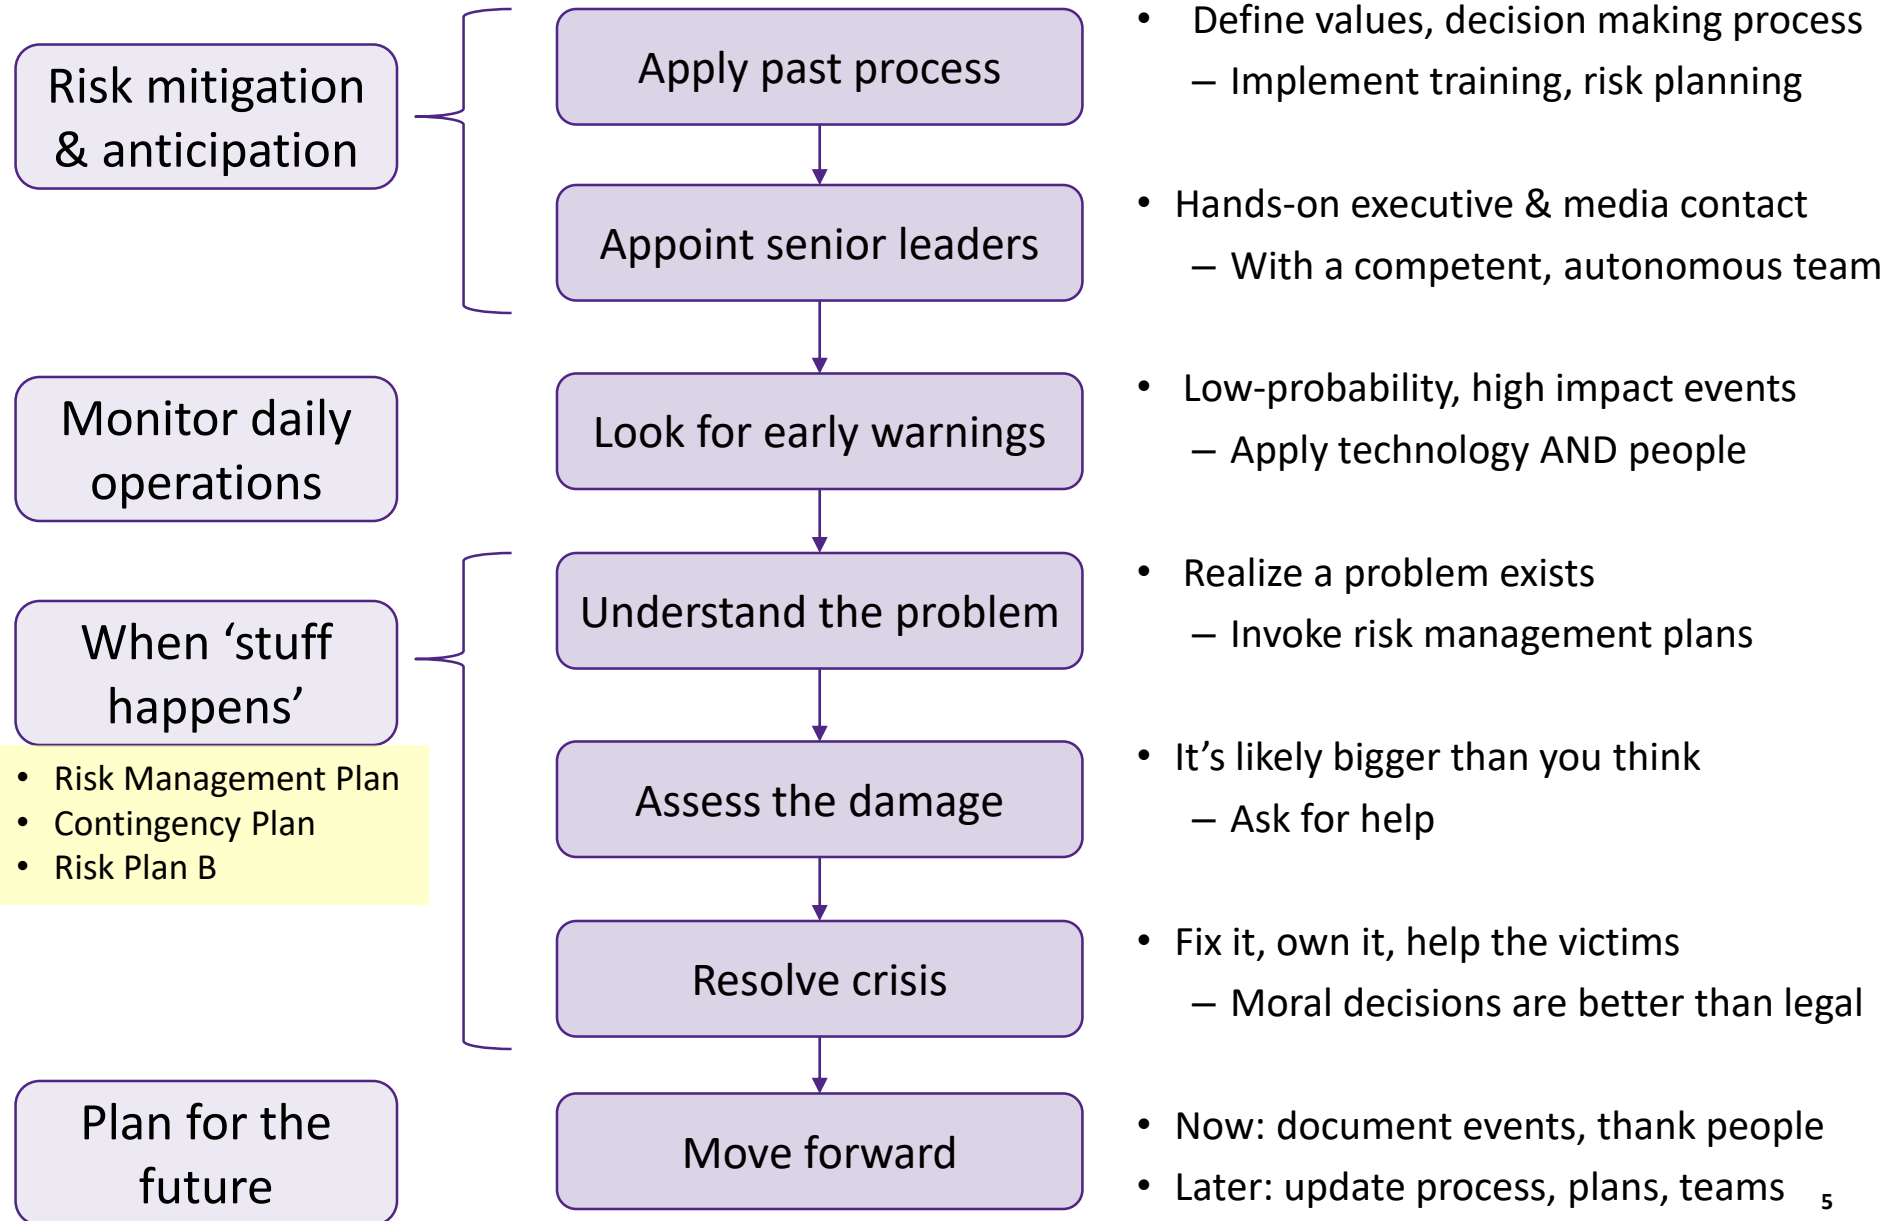 Risk mitigation
& anticipation
Apply past process
• Define values, decision making process
– Implement training, risk planning
Appoint senior leaders
• Hands-on executive & media contact
– With a competent, autonomous team
Monitor daily
operations
Look for early warnings
• Low-probability, high impact events
– Apply technology AND people
When ‘stuff
happens’
• Risk Management Plan
• Contingency Plan
• Risk Plan B
Understand the problem
• Realize a problem exists
– Invoke risk management plans
Assess the damage
• It’s likely bigger than you think
– Ask for help
Resolve crisis
• Fix it, own it, help the victims
– Moral decisions are better than legal
Plan for the
future
Move forward
• Now: document events, thank people
• Later: update process, plans, teams
5